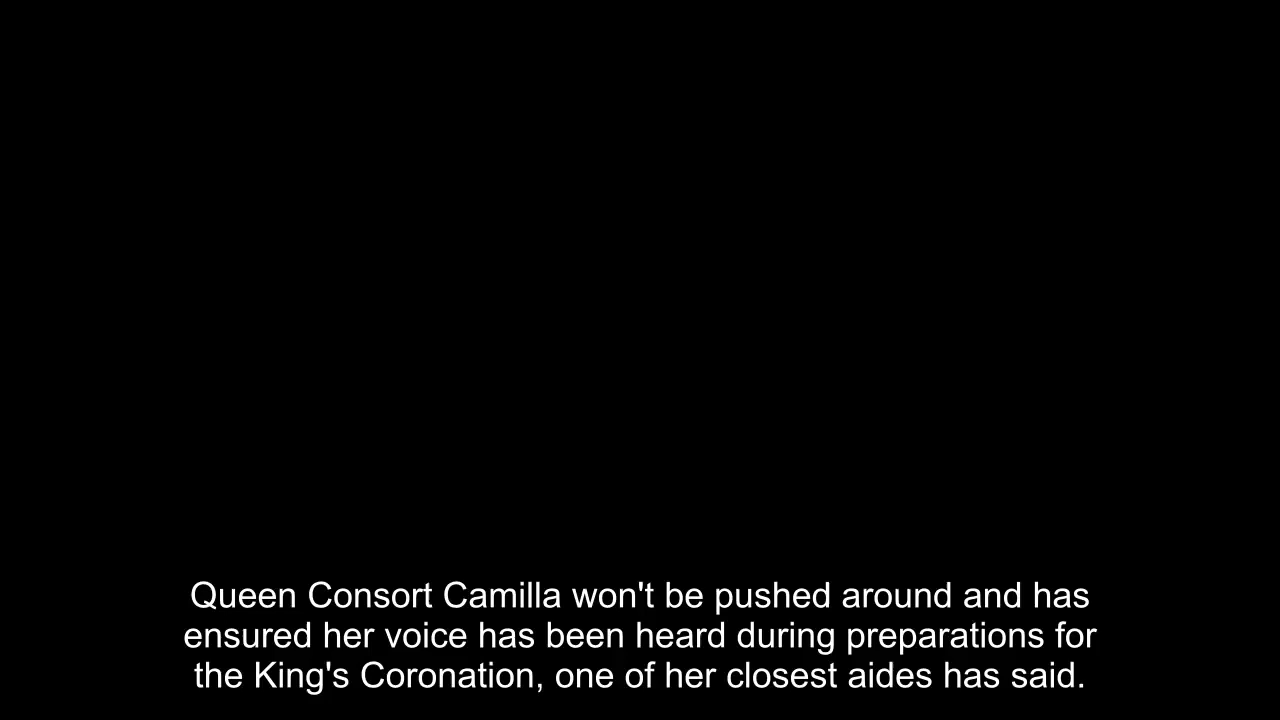 Queen Consort Camilla won't be pushed around and has
ensured her voice has been heard during preparations for
the King's Coronation, one of her closest aides has said.